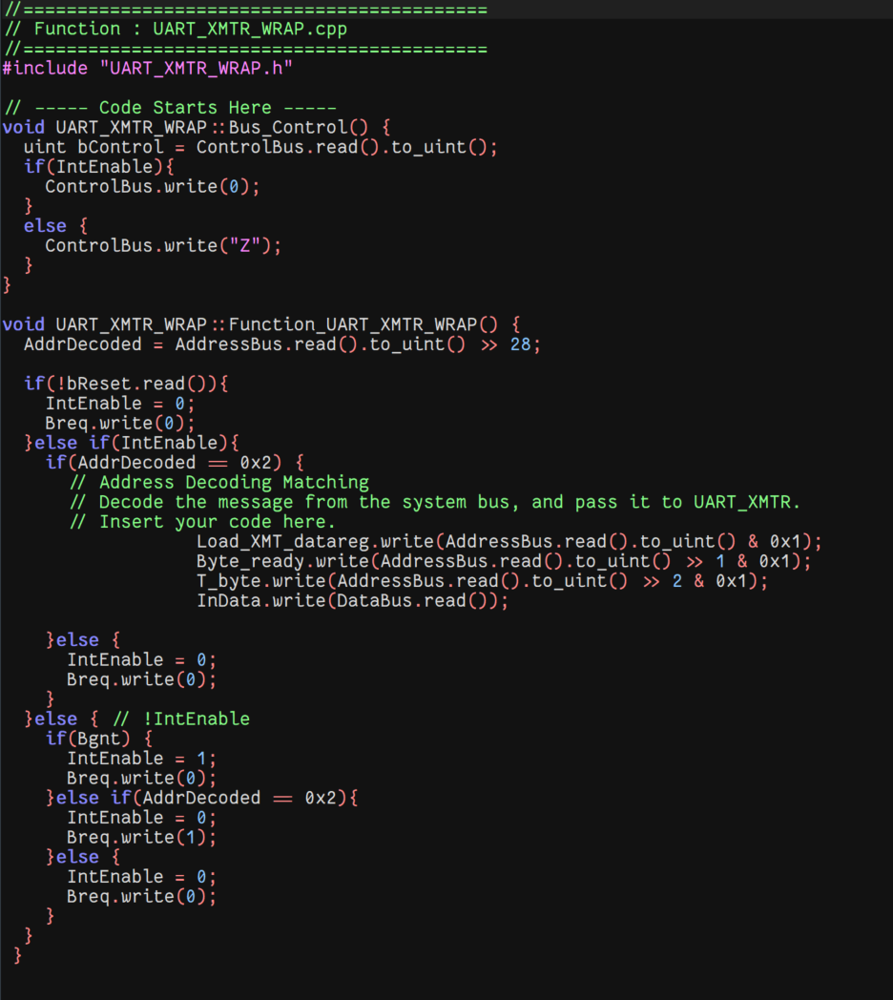 //===========================================
// Function : UART_XMTR_WRAP.cpp
//===========================================
#include "UART_XMTR_WRAP.h"

// ----- Code Starts Here -----
void UART_XMTR_WRAP::Bus_Control() {
  uint bControl = ControlBus.read().to_uint();
  if(IntEnable){
    ControlBus.write(0);
  }
  else {
    ControlBus.write("Z");
  }
}

void UART_XMTR_WRAP::Function_UART_XMTR_WRAP() {
  AddrDecoded = AddressBus.read().to_uint() >> 28;

  if(!bReset.read()){
    IntEnable = 0;
    Breq.write(0);
  }else if(IntEnable){
    if(AddrDecoded == 0x2) {
      // Address Decoding Matching
      // Decode the message from the system bus, and pass it to UART_XMTR.
      // Insert your code here.
                  Load_XMT_datareg.write(AddressBus.read().to_uint() & 0x1);
                  Byte_ready.write(AddressBus.read().to_uint() >> 1 & 0x1);
                  T_byte.write(AddressBus.read().to_uint() >> 2 & 0x1);
                  InData.write(DataBus.read());

    }else {
      IntEnable = 0;
      Breq.write(0);
    }
  }else { // !IntEnable
    if(Bgnt) {
      IntEnable = 1;
      Breq.write(0);
    }else if(AddrDecoded == 0x2){
      IntEnable = 0;
      Breq.write(1);
    }else {
      IntEnable = 0;
      Breq.write(0);
    }
  }
 }